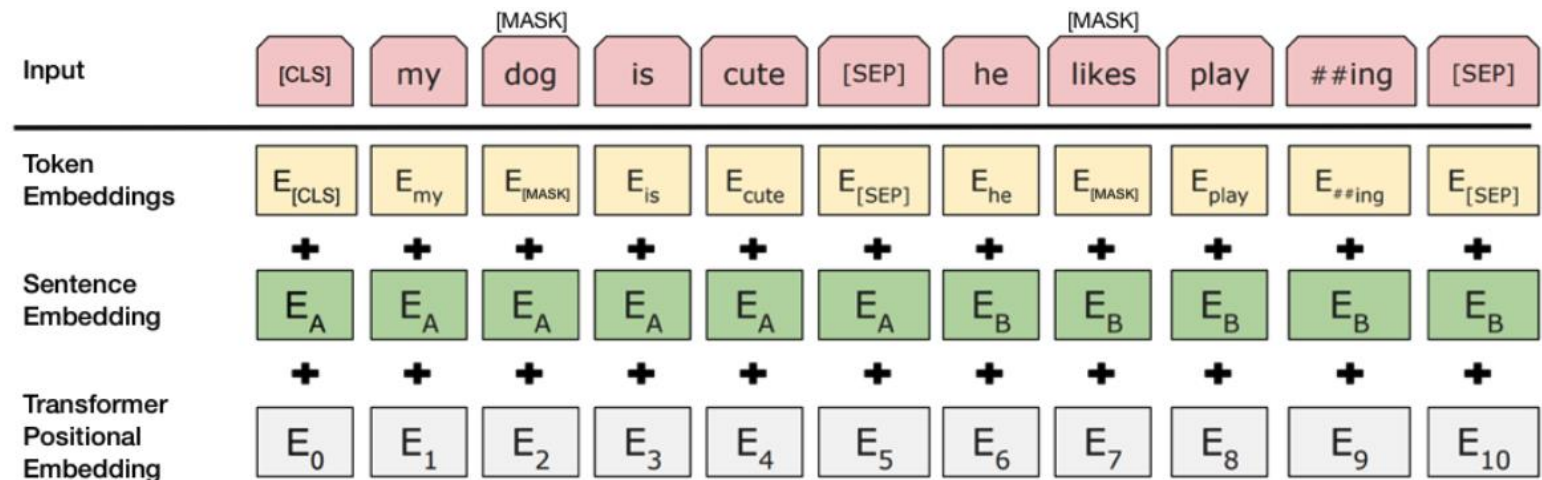 [MASK] [MASK]
Input [CLS] my dog is cute [SEP] he likes play ##ing [SEP]
Token
Embeddings
E[CLS] Emy E[MASK] Eis Ecute E[SEP] Ehe E[MASK] Eplay E##ing E[SEP]
+ + + + + + + + + + +
Sentence
Embedding
EA EA EA EA EA EA EB EB EB EB EB
+ + + + + + + + + + +
Transformer
Positional
Embedding
E0 E1 E2 E3 E4 E5 E6 E7 E8 E9 E10